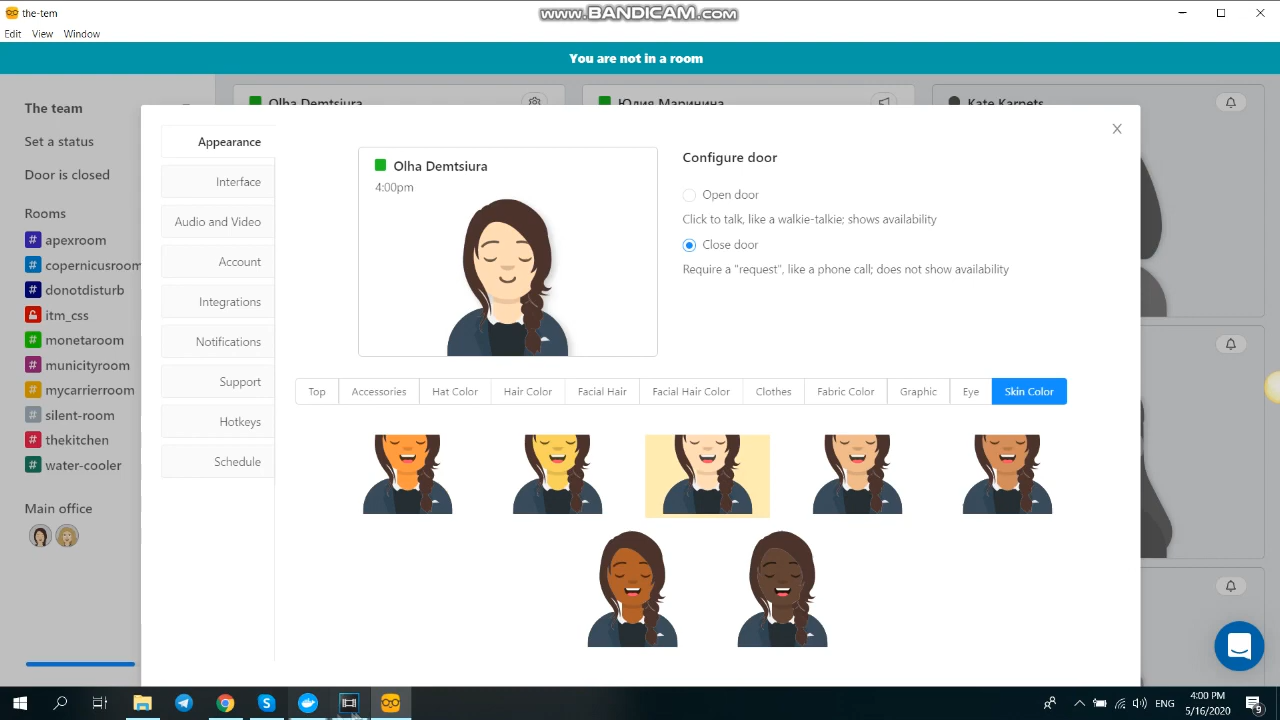 the-tem
www.BANDICAM.com
Edit View Window
You are not in a room
The team
Set a status
Door is closed
Rooms
# apexroom
# copernicusroom
# donotdisturb
itm_css
# monetaroom
# municityroom
# mycarrierroom
# silent-room
# thekitchen
# water-cooler
Main office
Olha Demtsiura
Юлия Маринина
Kate Karpets
Appearance
Interface
Audio and Video
Account
Integrations
Notifications
Support
Hotkeys
Schedule
Olha Demtsiura
4:00pm
Configure door
Open door
Click to talk, like a walkie-talkie; shows availability
Close door
Require a "request", like a phone call; does not show availability
Top Accessories Hat Color Hair Color Facial Hair Facial Hair Color Clothes Fabric Color Graphic Eye Skin Color
ENG
4:00 PM
5/16/2020
9